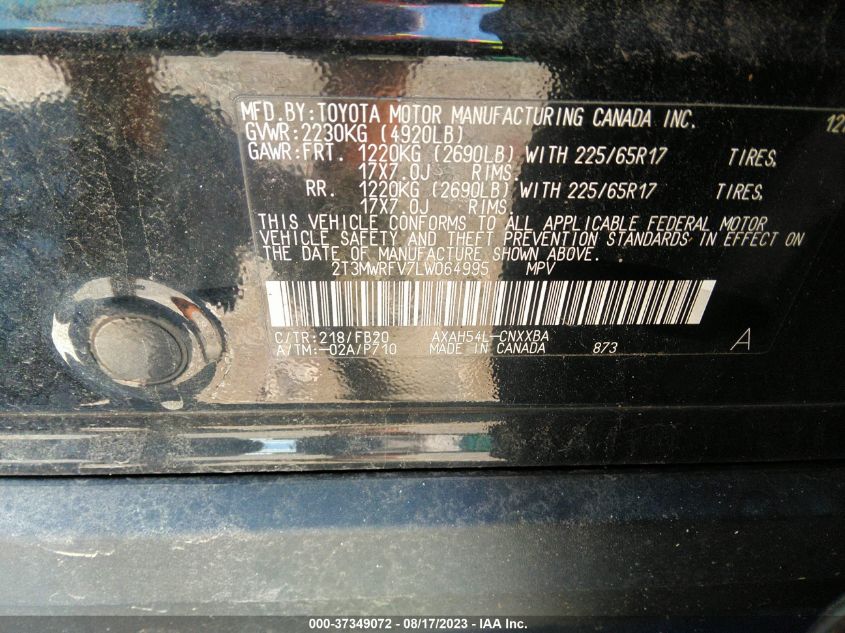 MFD.BY:TOYOTA MOTOR MANUFACTURING CANADA INC.
GVWR:2230KG (4920LB)
GAWR:FRT. 1220KG (2690LB) WITH 225/65R17 TIRES,
17X7.0J RIMS.
RR. 1220KG (2690LB) WITH 225/65R17 TIRES,
17X7.0J RIMS.
THIS VEHICLE CONFORMS TO ALL APPLICABLE FEDERAL MOTOR
VEHICLE SAFETY AND THEFT PREVENTION STANDARDS IN EFFECT ON
THE DATE OF MANUFACTURE SHOWN ABOVE.
2T3MWRFV7LW064995 MPV
C/TR:218/FB20 AXAH54L-CNXXBA
A/TM:-02A/P710 MADE IN CANADA 873 A
000-37349072 - 08/17/2023 - IAA Inc.